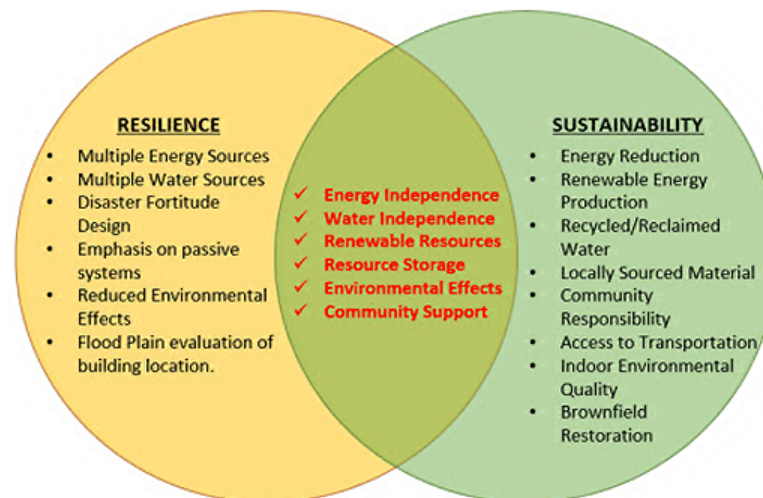 RESILIENCE
• Multiple Energy Sources
• Multiple Water Sources
• Disaster Fortitude
Design
• Emphasis on passive
systems
• Reduced Environmental
Effects
• Flood Plain evaluation of
building location.
✓ Energy Independence
✓ Water Independence
✓ Renewable Resources
✓ Resource Storage
✓ Environmental Effects
✓ Community Support
SUSTAINABILITY
• Energy Reduction
• Renewable Energy
Production
• Recycled/Reclaimed
Water
• Locally Sourced Material
• Community
Responsibility
• Access to Transportation
• Indoor Environmental
Quality
• Brownfield
Restoration